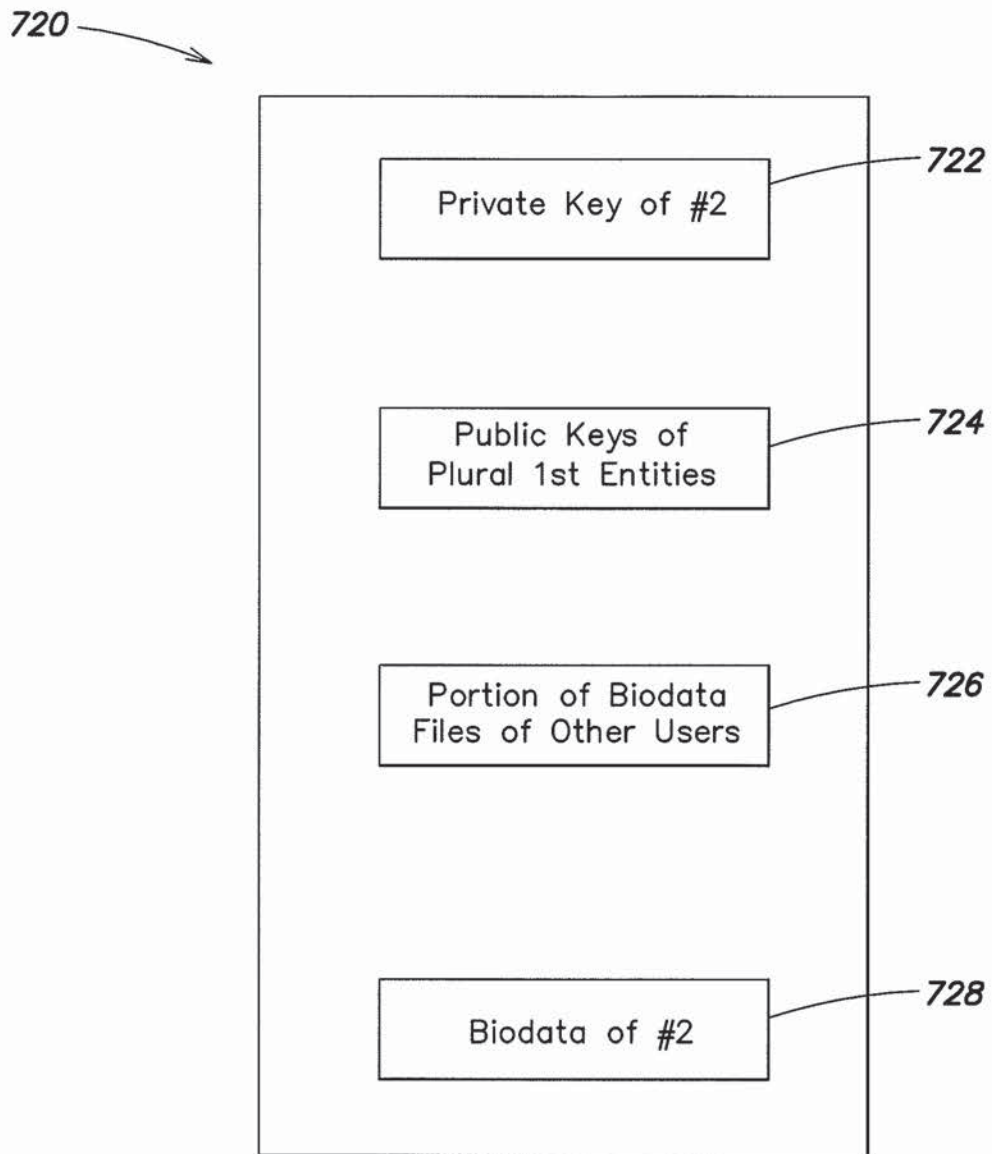 720
722
Private Key of #2
724
Public Keys of
Plural 1st Entities
726
Portion of Biodata
Files of Other Users
728
Biodata of #2